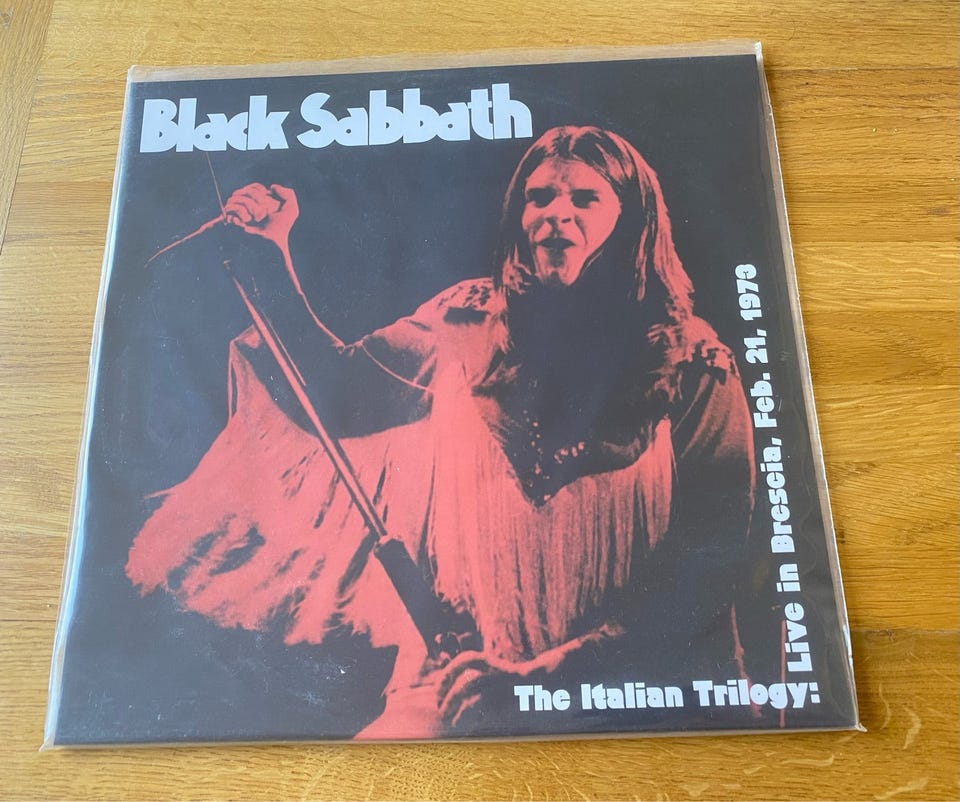 Black Sabbath
The Italian Trilogy:
Live in Brescia, Feb. 21, 1973